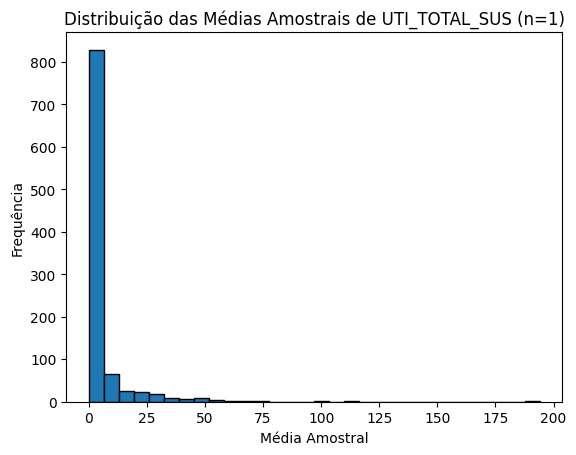 Distribuição das Médias Amostrais de UTI_TOTAL_SUS (n=1)
800
700
600
500
400
300
200
100
0
Frequência
0 25 50 75 100 125 150 175 200
Média Amostral